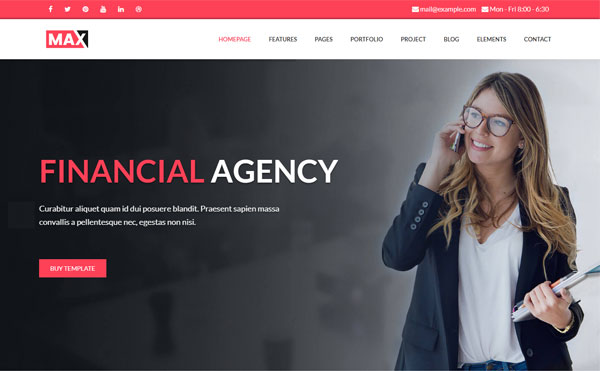 mail@example.com Mon - Fri 8:00 - 6:30
MAX
HOMEPAGE FEATURES PAGES PORTFOLIO PROJECT BLOG ELEMENTS CONTACT
FINANCIAL AGENCY
Curabitur aliquet quam id dui posuere blandit. Praesent sapien massa
convallis a pellentesque nec, egestas non nisi.
BUY TEMPLATE